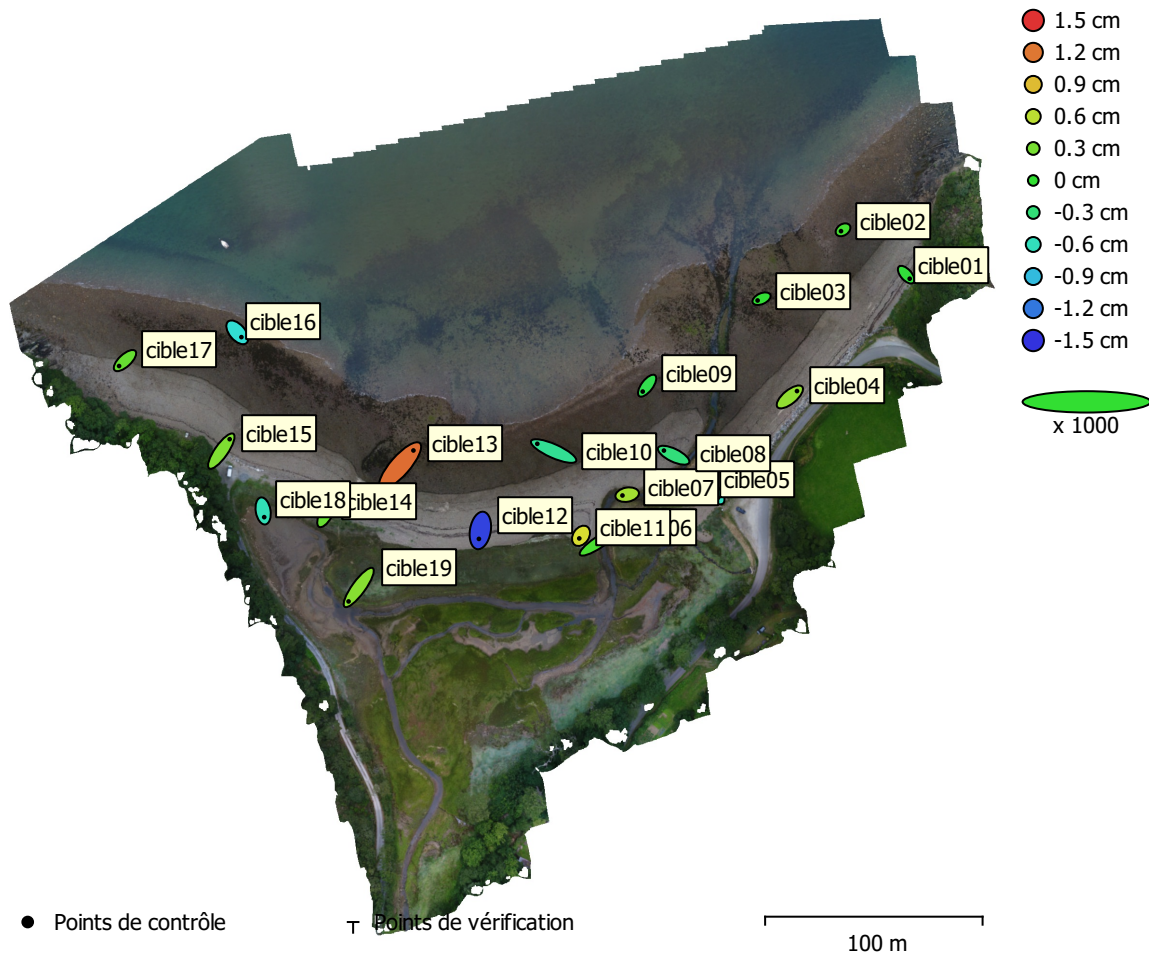 1.5 cm
1.2 cm
0.9 cm
0.6 cm
0.3 cm
0 cm
-0.3 cm
-0.6 cm
-0.9 cm
-1.2 cm
-1.5 cm
x 1000
cible02
cible01
cible03
cible16
cible17
cible09
cible04
cible15
cible13
cible10
cible08
cible05
cible07
cible18
cible14
cible12
cible11
06
cible19
Points de contrôle
Points de vérification
100 m